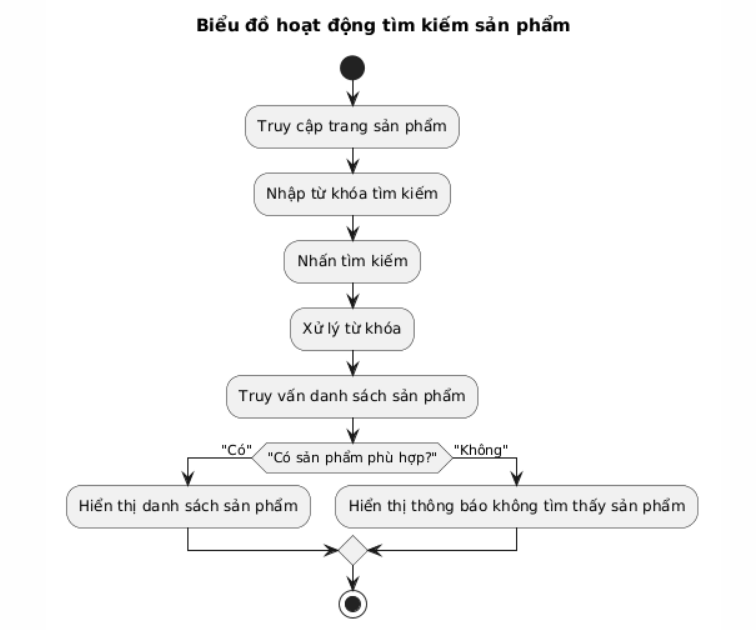 Biểu đồ hoạt động tìm kiếm sản phẩm
Truy cập trang sản phẩm
Nhập từ khóa tìm kiếm
Nhấn tìm kiếm
Xử lý từ khóa
Truy vấn danh sách sản phẩm
"Có"
"Có sản phẩm phù hợp?"
"Không"
Hiển thị danh sách sản phẩm
Hiển thị thông báo không tìm thấy sản phẩm